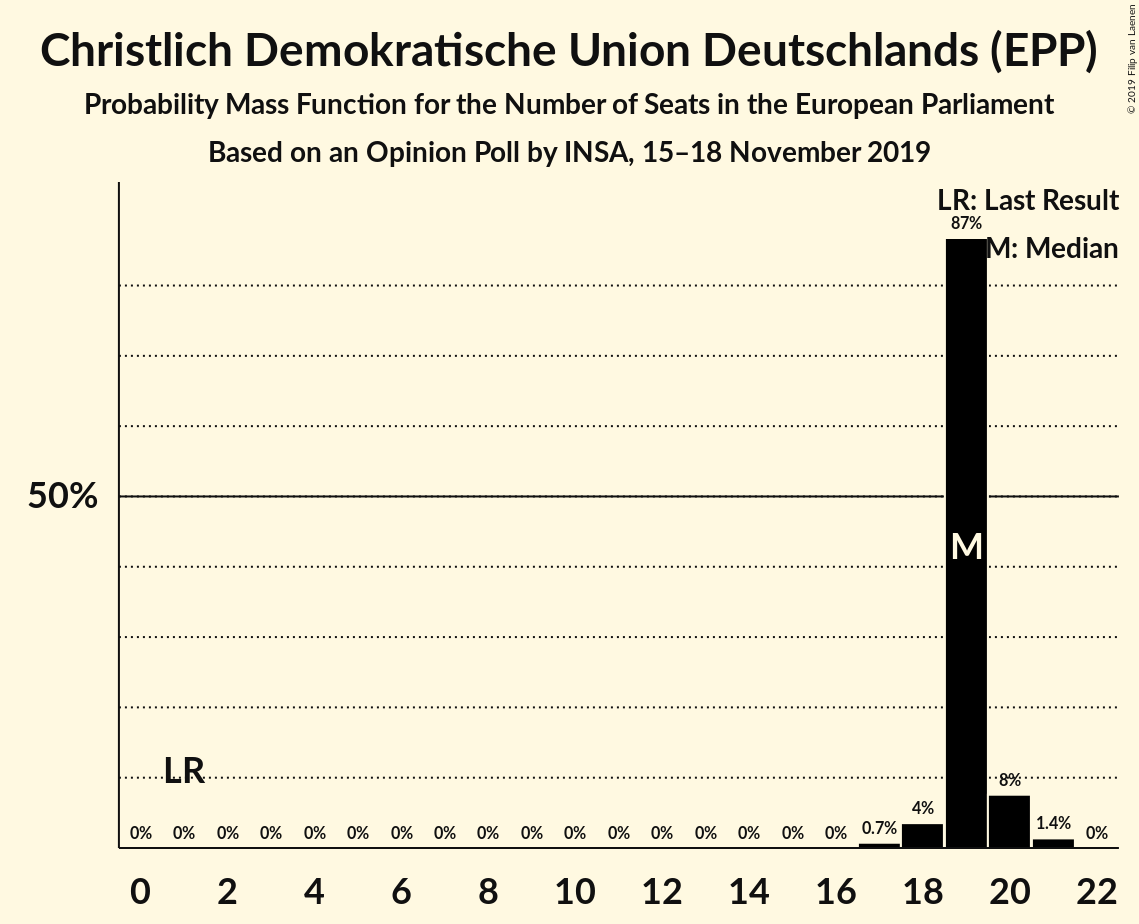 Christlich Demokratische Union Deutschlands (EPP)
Probability Mass Function for the Number of Seats in the European Parliament
Based on an Opinion Poll by INSA, 15–18 November 2019
© 2019 Filip van Laenen
LR: Last Result
87%
M: Median
50%
M
LR
8%
4%
1.4%
0.7%
0% 0% 0% 0% 0% 0% 0% 0% 0% 0% 0% 0% 0% 0% 0% 0% 0% 0%
0 2 4 6 8 10 12 14 16 18 20 22